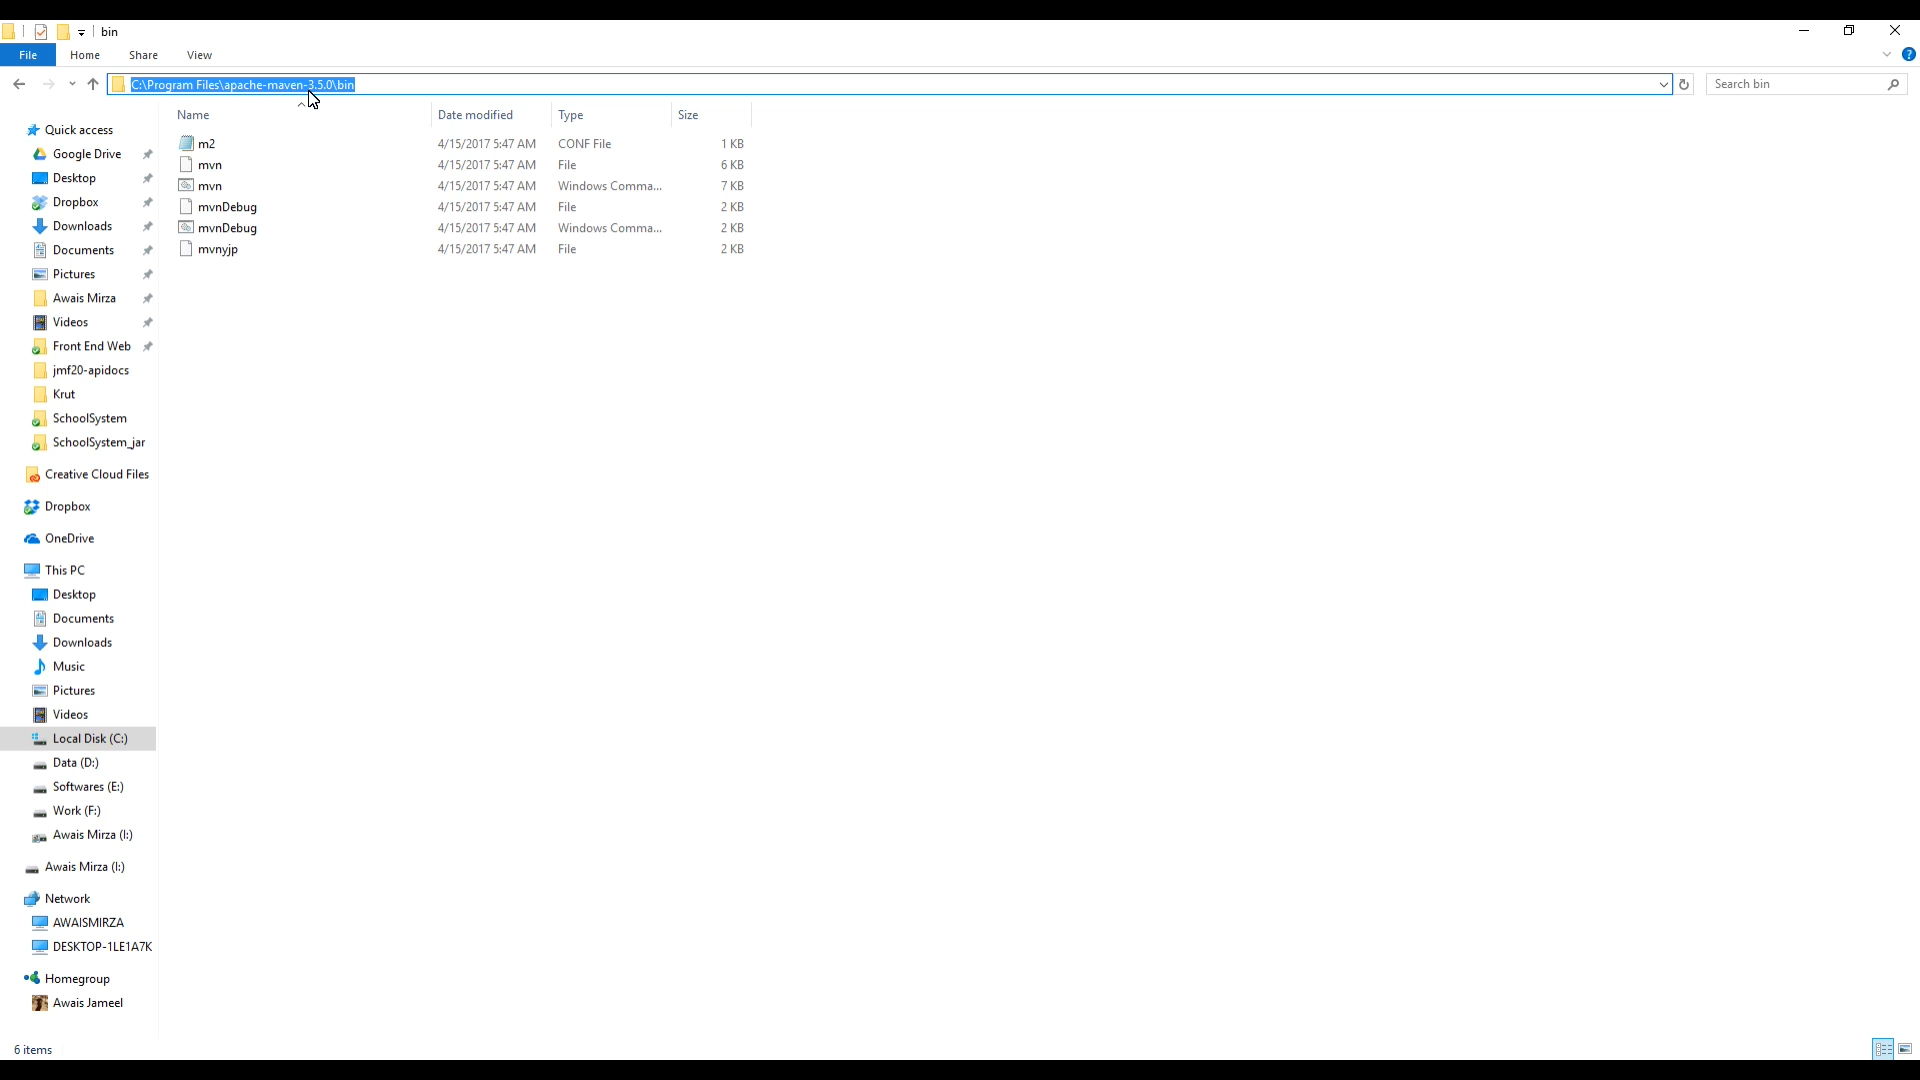 bin
File Home Share View
C:\Program Files\apache-maven-3.5.0\bin
Search bin
Name Date modified Type Size
m2 4/15/2017 5:47 AM CONF File 1 KB
mvn 4/15/2017 5:47 AM File 6 KB
mvn 4/15/2017 5:47 AM Windows Comma... 7 KB
mvnDebug 4/15/2017 5:47 AM File 2 KB
mvnDebug 4/15/2017 5:47 AM Windows Comma... 2 KB
mvnyjp 4/15/2017 5:47 AM File 2 KB
Quick access
Google Drive
Desktop
Dropbox
Downloads
Documents
Pictures
Awais Mirza
Videos
Front End Web
jmf20-apidocs
Krut
SchoolSystem
SchoolSystem_jar
Creative Cloud Files
Dropbox
OneDrive
This PC
Desktop
Documents
Downloads
Music
Pictures
Videos
Local Disk (C:)
Data (D:)
Softwares (E:)
Work (F:)
Awais Mirza (I:)
Awais Mirza (I:)
Network
AWAISMIRZA
DESKTOP-1LE1A7K
Homegroup
Awais Jameel
6 items